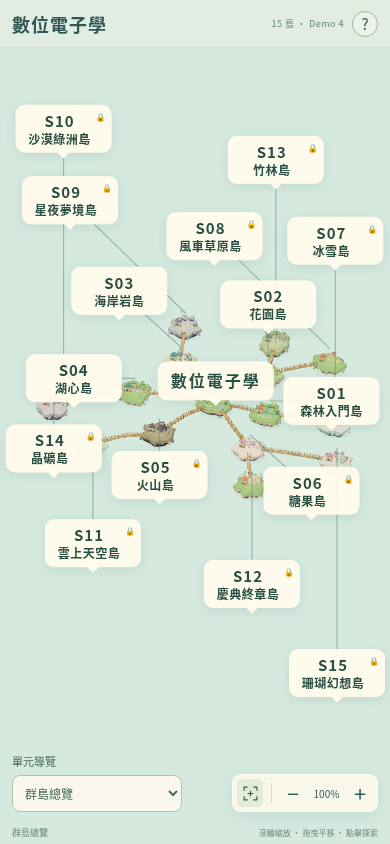 數位電子學
15 島 · Demo 4
?
S10
沙漠綠洲島
S13
竹林島
S09
星夜夢境島
S08
風車草原島
S07
冰雪島
S03
海岸岩島
S02
花園島
S04
湖心島
數位電子學
S01
森林入門島
S14
晶礦島
S05
火山島
S06
糖果島
S11
雲上天空島
S12
慶典終章島
S15
珊瑚幻想島
單元導覽
群島總覽
100%
群島總覽
滾輪縮放 · 拖曳平移 · 點擊探索